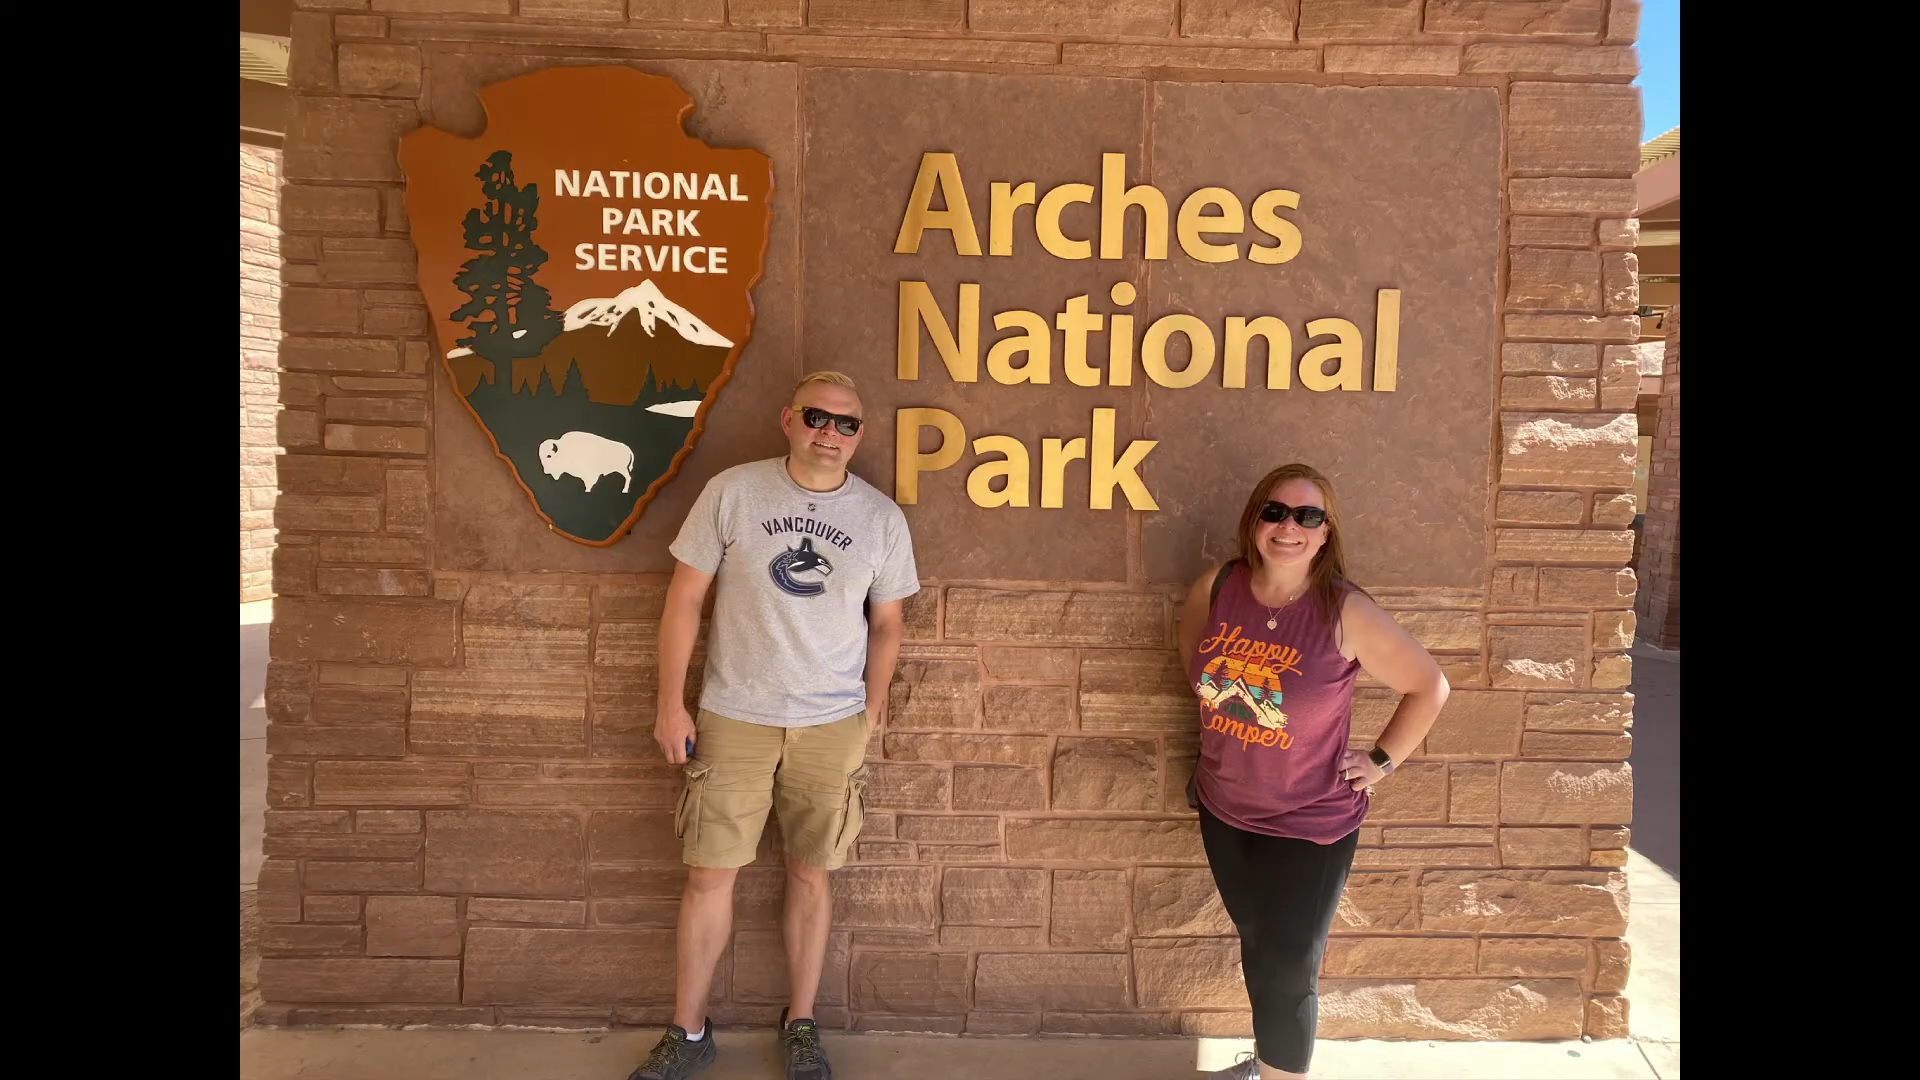 NATIONAL
PARK
SERVICE
Arches
National
Park
VANCOUVER
Happy
Camper